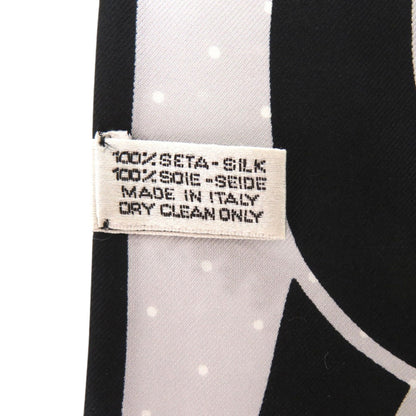 100% SETA-SILK
100% SOIE-SEIDE
MADE IN ITALY
DRY CLEAN ONLY